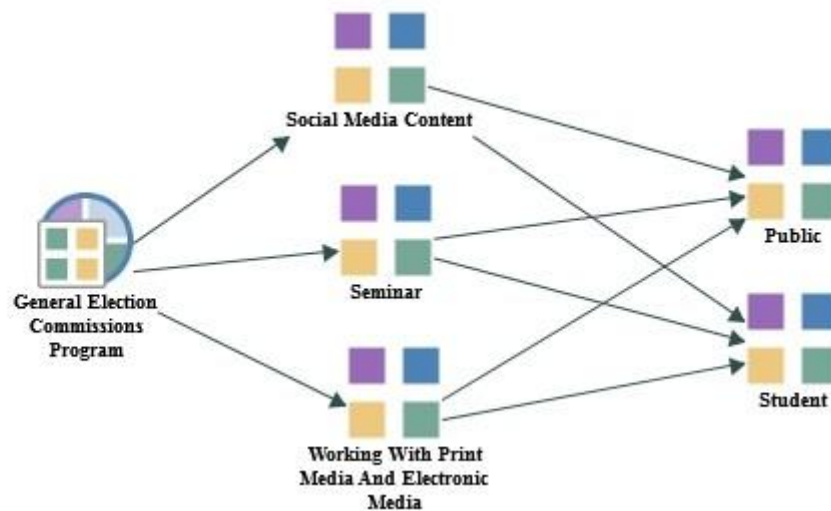 Social Media Content
General Election
Commissions
Program
Seminar
Working With Print
Media And Electronic
Media
Public
Student